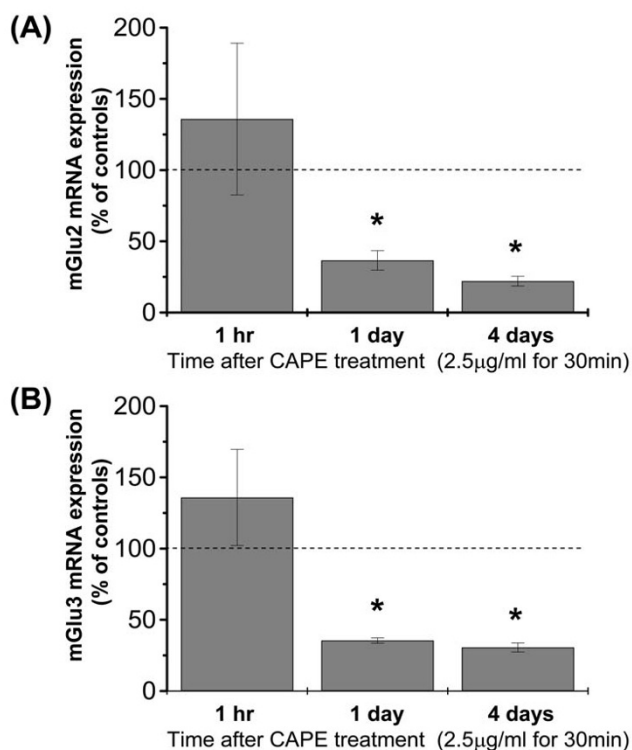 (A)
mGlu2 mRNA expression
(% of controls)
200
150
100
50
0
*
*
1 hr 1 day 4 days
Time after CAPE treatment (2.5μg/ml for 30min)
(B)
mGlu3 mRNA expression
(% of controls)
200
150
100
50
0
*
*
1 hr 1 day 4 days
Time after CAPE treatment (2.5μg/ml for 30min)